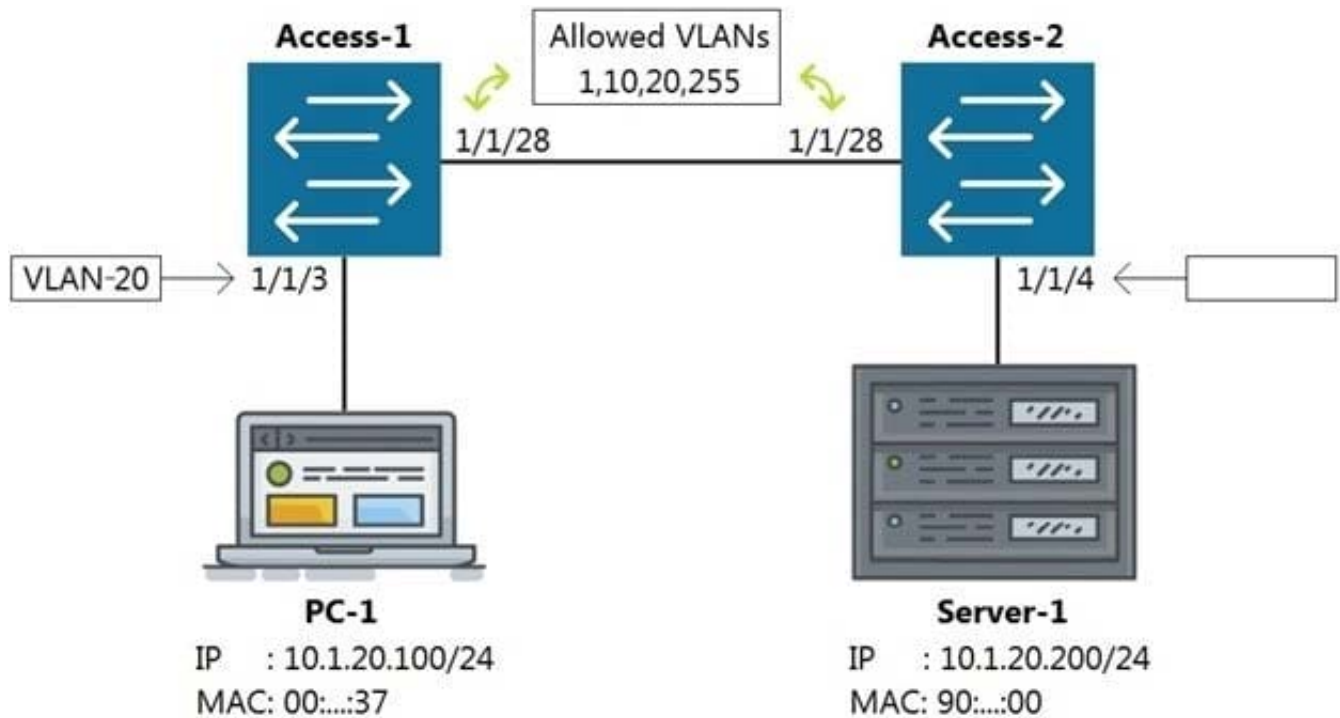 Access-1
Allowed VLANs
1,10,20,255
Access-2
1/1/28
1/1/28
VLAN-20
1/1/3
1/1/4
PC-1
IP : 10.1.20.100/24
MAC: 00:...:37
Server-1
IP : 10.1.20.200/24
MAC: 90:...:00